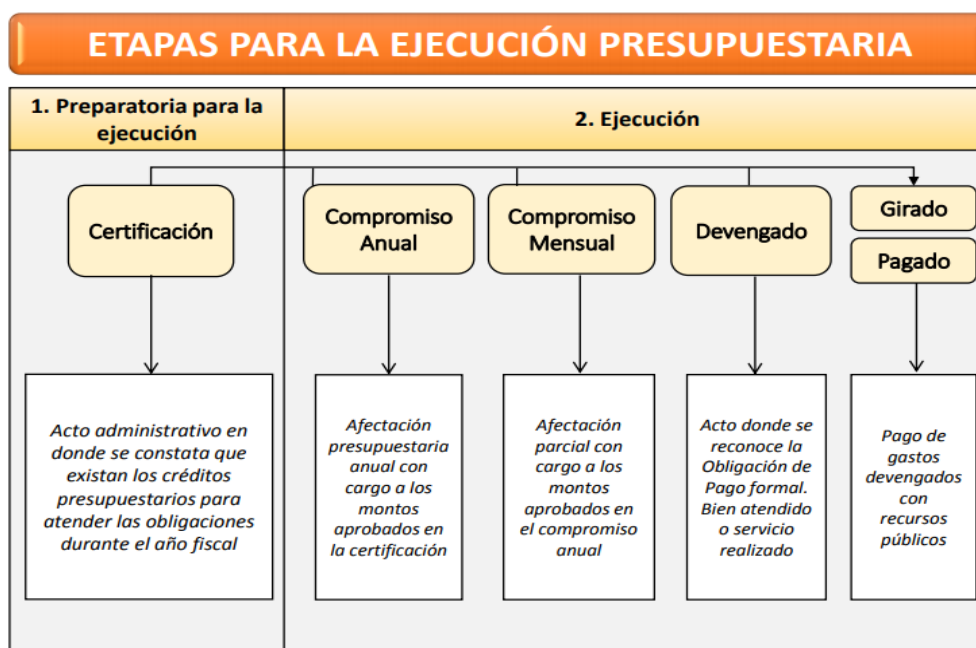 ETAPAS PARA LA EJECUCIÓN PRESUPUESTARIA
1. Preparatoria para la
ejecución
2. Ejecución
Certificación
Compromiso
Anual
Compromiso
Mensual
Devengado
Girado
Pagado
Acto administrativo en
donde se constata que
existan los créditos
presupuestarios para
atender las obligaciones
durante el año fiscal
Afectación
presupuestaria
anual con
cargo a los
montos
aprobados en
la certificación
Afectación
parcial con
cargo a los
montos
aprobados en
el compromiso
anual
Acto donde se
reconoce la
Obligación de
Pago formal.
Bien atendido
o servicio
realizado
Pago de
gastos
devengados
con
recursos
públicos